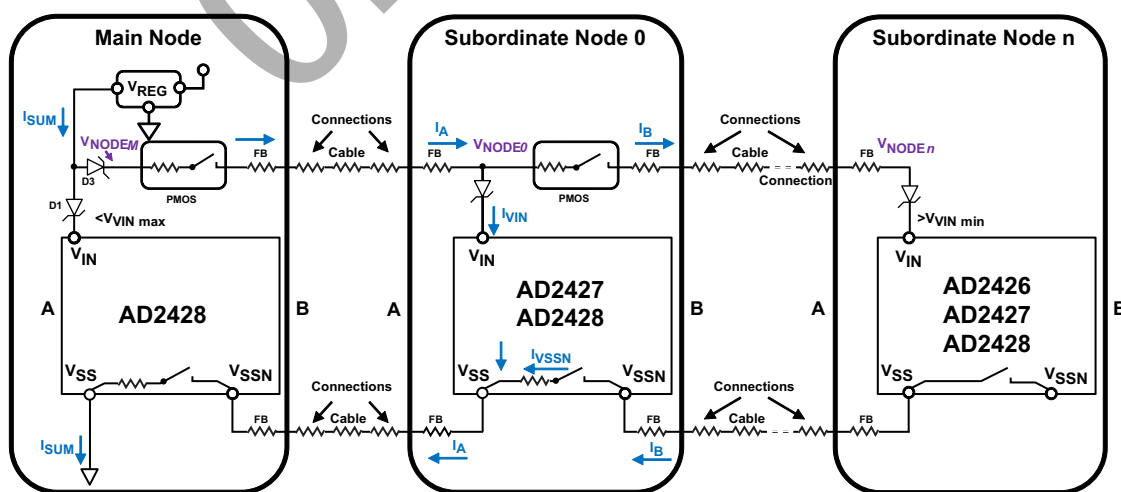 Main Node
Subordinate Node 0
Subordinate Node n
VREG
ISUM
VNODEM
D3
PMOS
FB
Connections
Cable
IA
FB
VNODE0
IB
FB
PMOS
Connections
Cable
Connection
FB
VNODEn
D1
<VVIN max
IVIN
>VVIN min
VIN
VIN
VIN
A
AD2428
B
A
AD2427
AD2428
B
A
AD2426
AD2427
AD2428
B
VSS
VSSN
VSS
IVSSN
VSSN
VSS
VSSN
FB
Connections
Cable
FB
FB
Connections
Cable
FB
ISUM
IA
IB